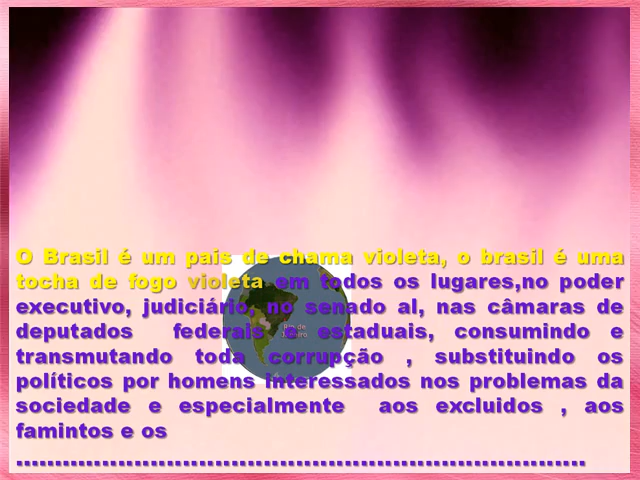 O Brasil é um pais de chama violeta, o brasil é uma
tocha de fogo violeta em todos os lugares,no poder
executivo, judiciário, no senado al, nas câmaras de
deputados federais e estaduais, consumindo e
transmutando toda corrupção , substituindo os
políticos por homens interessados nos problemas da
sociedade e especialmente aos excluidos , aos
famintos e os
.....................................................................